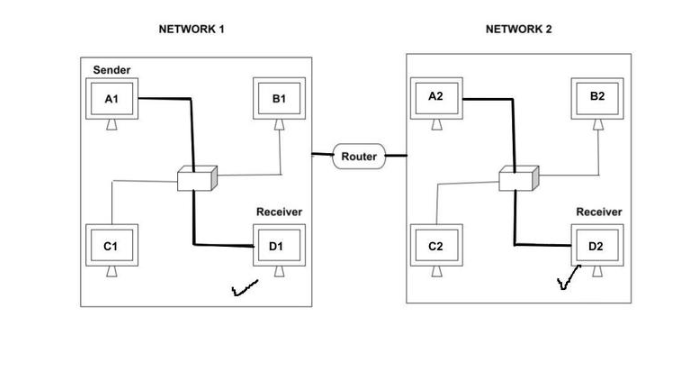 NETWORK 1
NETWORK 2
Sender
A1
B1
A2
B2
Router
Receiver
Receiver
C1
D1
C2
D2